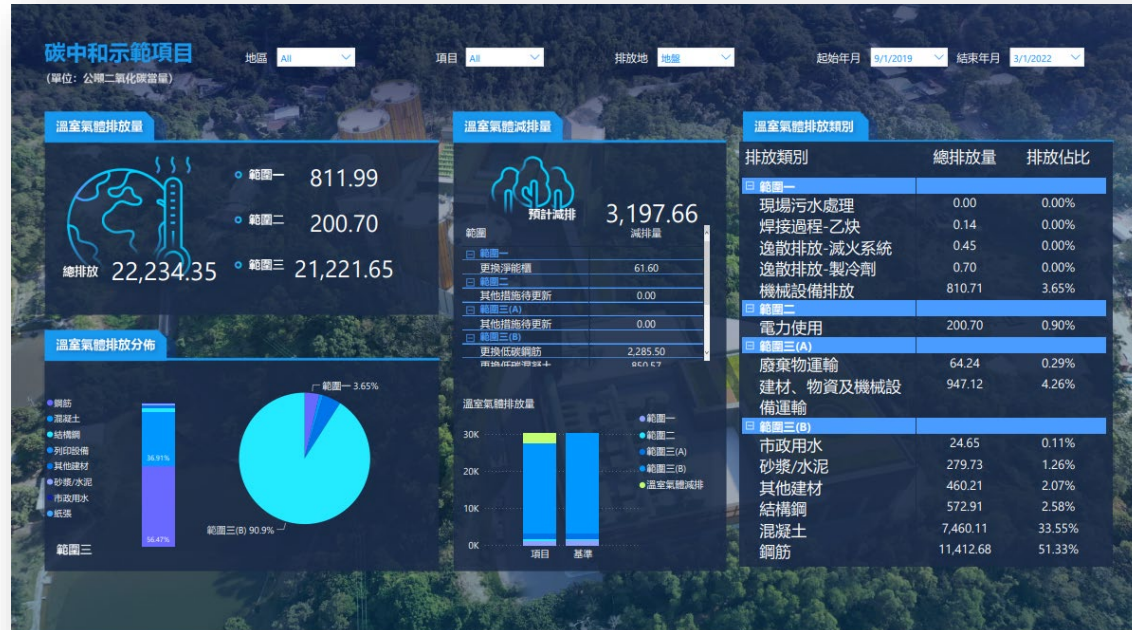 碳中和示範項目
(單位：公噸二氧化碳當量)
地區 All
項目 All
排放地 地盤
起始年月 9/1/2019
結束年月 3/1/2022
溫室氣體排放量
範圍一 811.99
範圍二 200.70
總排放 22,234.35
範圍三 21,221.65
溫室氣體減排量
預計減排 3,197.66
範圍 減排量
範圍一
更換淨能櫃 61.60
範圍二
其他措施待更新 0.00
範圍三(A)
其他措施待更新 0.00
範圍三(B)
更換低碳鋼筋 2,285.50
更換低碳混凝土 850.57
溫室氣體排放類別
排放類別 總排放量 排放佔比
範圍一
現場污水處理 0.00 0.00%
焊接過程-乙炔 0.14 0.00%
逸散排放-滅火系統 0.45 0.00%
逸散排放-製冷劑 0.70 0.00%
機械設備排放 810.71 3.65%
範圍二
電力使用 200.70 0.90%
範圍三(A)
廢棄物運輸 64.24 0.29%
建材、物資及機械設
備運輸 947.12 4.26%
範圍三(B)
市政用水 24.65 0.11%
砂漿/水泥 279.73 1.26%
其他建材 460.21 2.07%
結構鋼 572.91 2.58%
混凝土 7,460.11 33.55%
鋼筋 11,412.68 51.33%
溫室氣體排放分佈
鋼筋
混凝土
結構鋼
列印設備
其他建材
砂漿/水泥
市政用水
紙張
36.91%
56.47%
範圍三
範圍一 3.65%
範圍三(B) 90.9%
溫室氣體排放量
30K
20K
10K
0K
項目 基準
範圍一
範圍二
範圍三(A)
範圍三(B)
溫室氣體減排